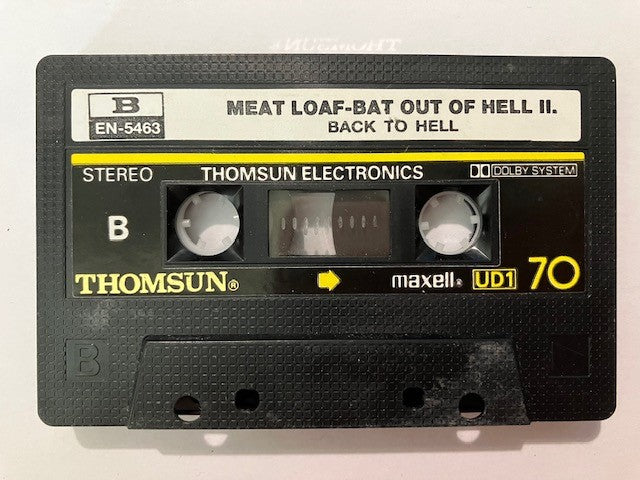 B
EN-5463
MEAT LOAF-BAT OUT OF HELL II.
BACK TO HELL
STEREO
THOMSUN ELECTRONICS
DOLBY SYSTEM
B
THOMSUN®
maxell® UD1 70
B
A